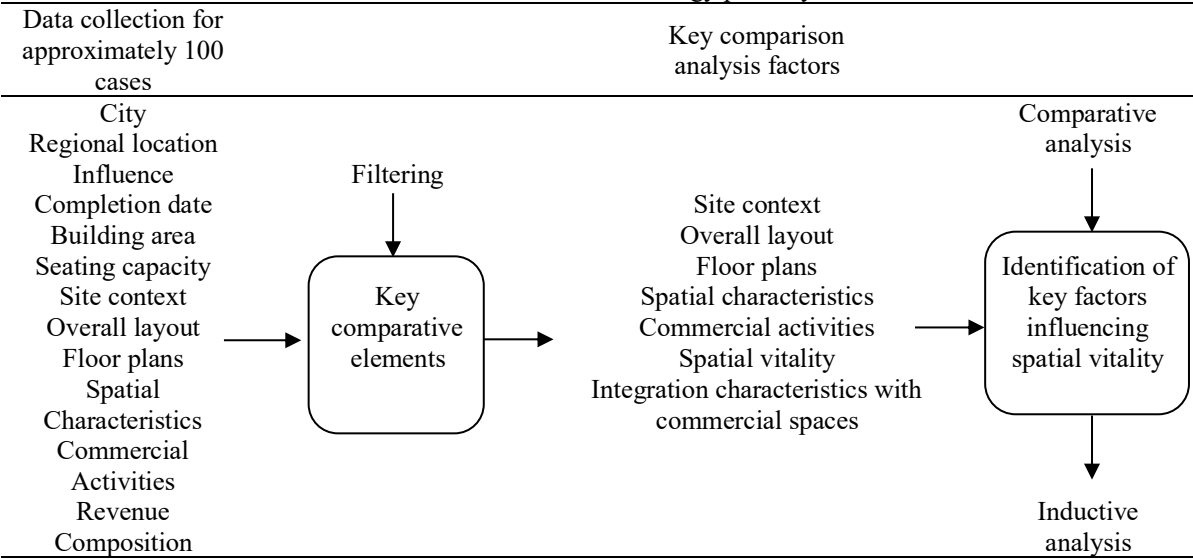 Data collection for
approximately 100
cases
Key comparison
analysis factors
City
Regional location
Influence
Completion date
Building area
Seating capacity
Site context
Overall layout
Floor plans
Spatial
Characteristics
Commercial
Activities
Revenue
Composition
Filtering
Key
comparative
elements
Site context
Overall layout
Floor plans
Spatial characteristics
Commercial activities
Spatial vitality
Integration characteristics with
commercial spaces
Comparative
analysis
Identification of
key factors
influencing
spatial vitality
Inductive
analysis